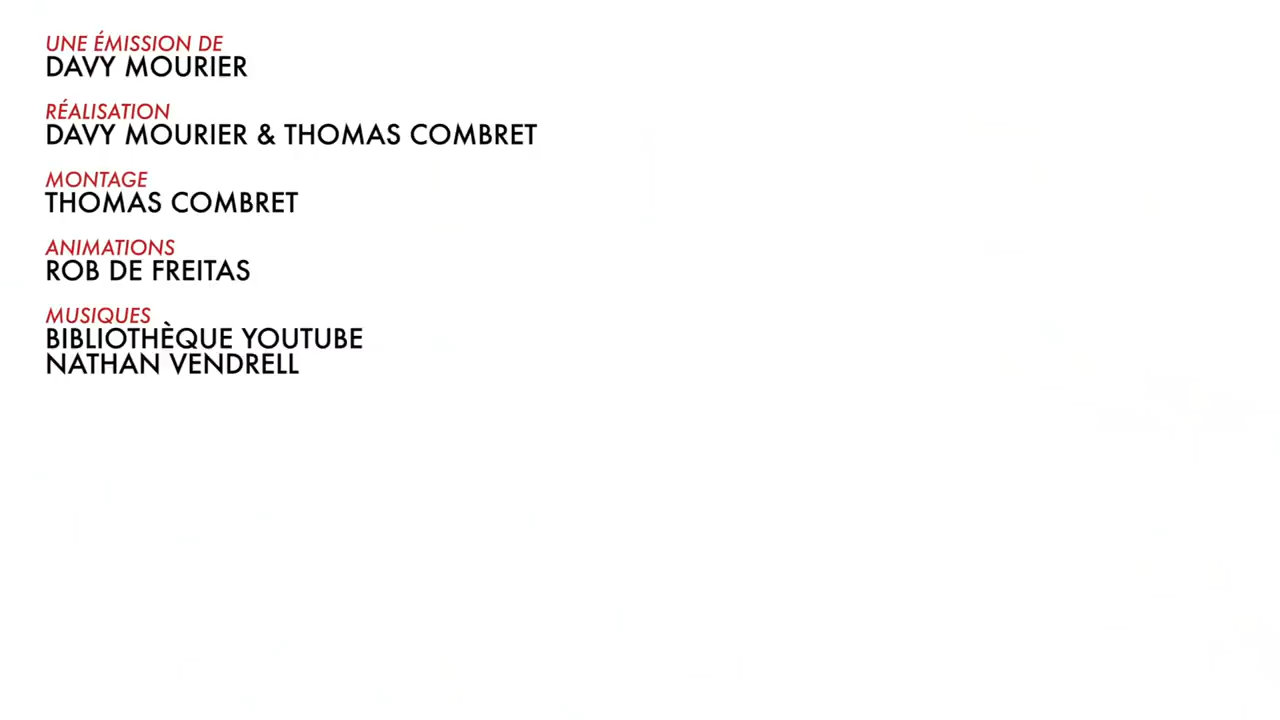 UNE ÉMISSION DE
DAVY MOURIER
RÉALISATION
DAVY MOURIER & THOMAS COMBRET
MONTAGE
THOMAS COMBRET
ANIMATIONS
ROB DE FREITAS
MUSIQUES
BIBLIOTHÈQUE YOUTUBE
NATHAN VENDRELL